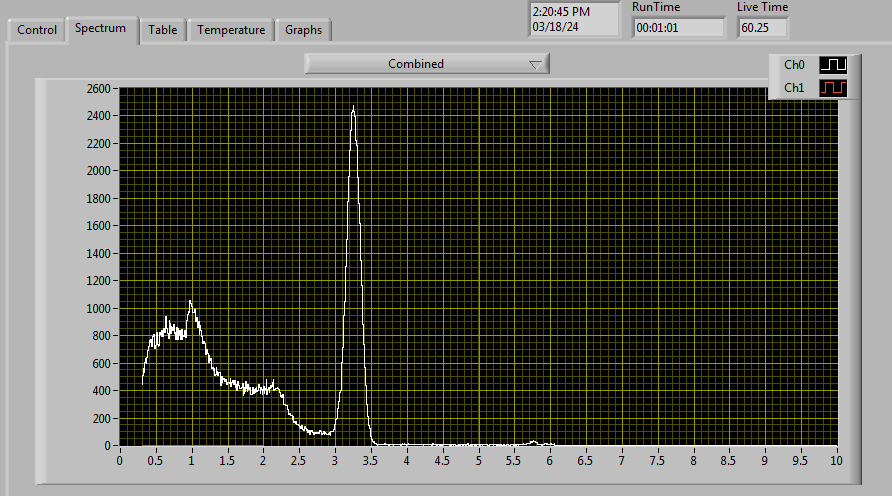 2:20:45 PM
03/18/24
RunTime
00:01:01
Live Time
60.25
Control
Spectrum
Table
Temperature
Graphs
Combined
Ch0
Ch1
2600
2400
2200
2000
1800
1600
1400
1200
1000
800
600
400
200
0
0 0.5 1 1.5 2 2.5 3 3.5 4 4.5 5 5.5 6 6.5 7 7.5 8 8.5 9 9.5 10